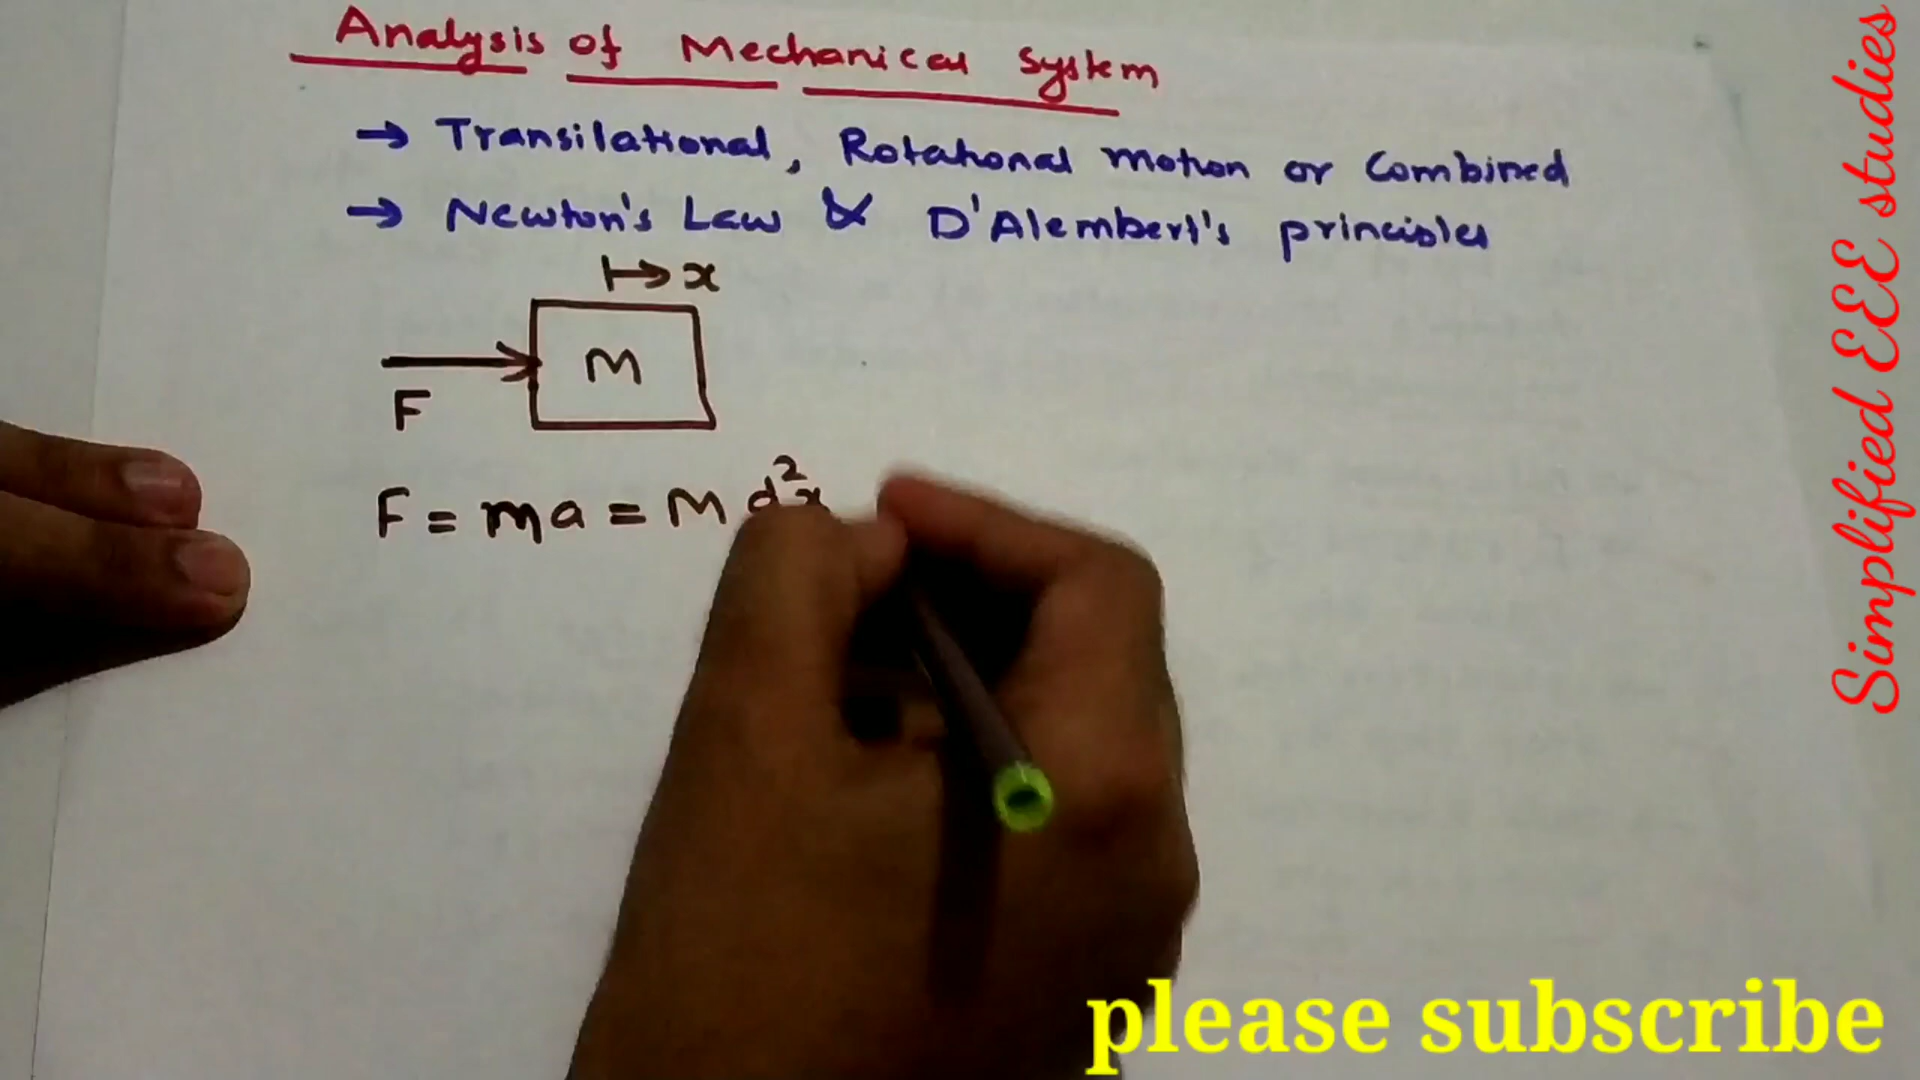 Analysis of Mechanical System
→ Transilational, Rotational motion or Combined
→ Newton's Law & D'Alembert's principles
x
M
F
F = ma = M d²x
Simplified EEE studies
please subscribe